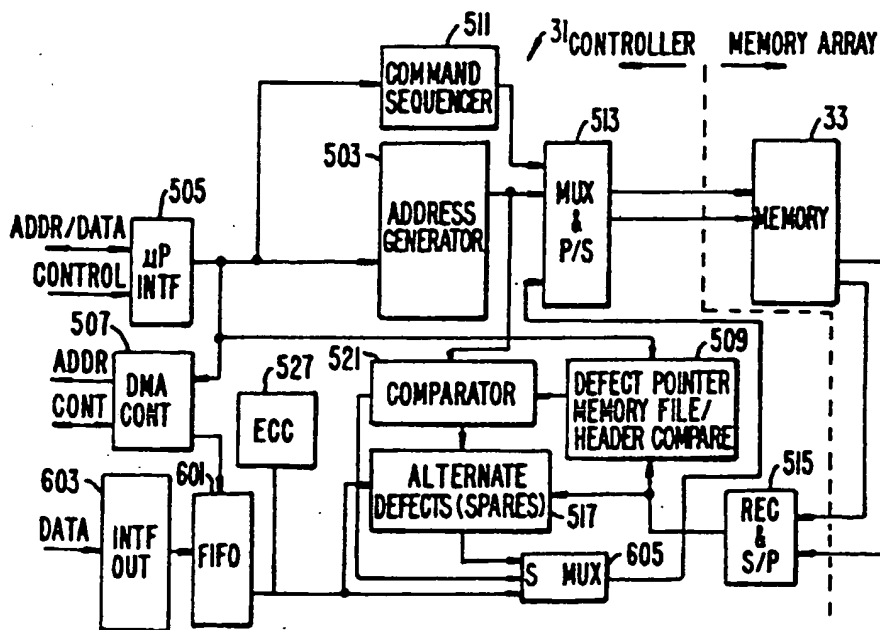 511
31
CONTROLLER
MEMORY ARRAY
COMMAND
SEQUENCER
503
513
33
505
ADDRESS
GENERATOR
MUX
&
P/S
MEMORY
ADDR/DATA
CONTROL
μP
INTF
507
ADDR
CONT
DMA
CONT
527
ECC
521
COMPARATOR
509
DEFECT POINTER
MEMORY FILE/
HEADER COMPARE
603
601
ALTERNATE
DEFECTS (SPARES)
517
515
REC
&
S/P
DATA
INTF
OUT
FIFO
S MUX
605